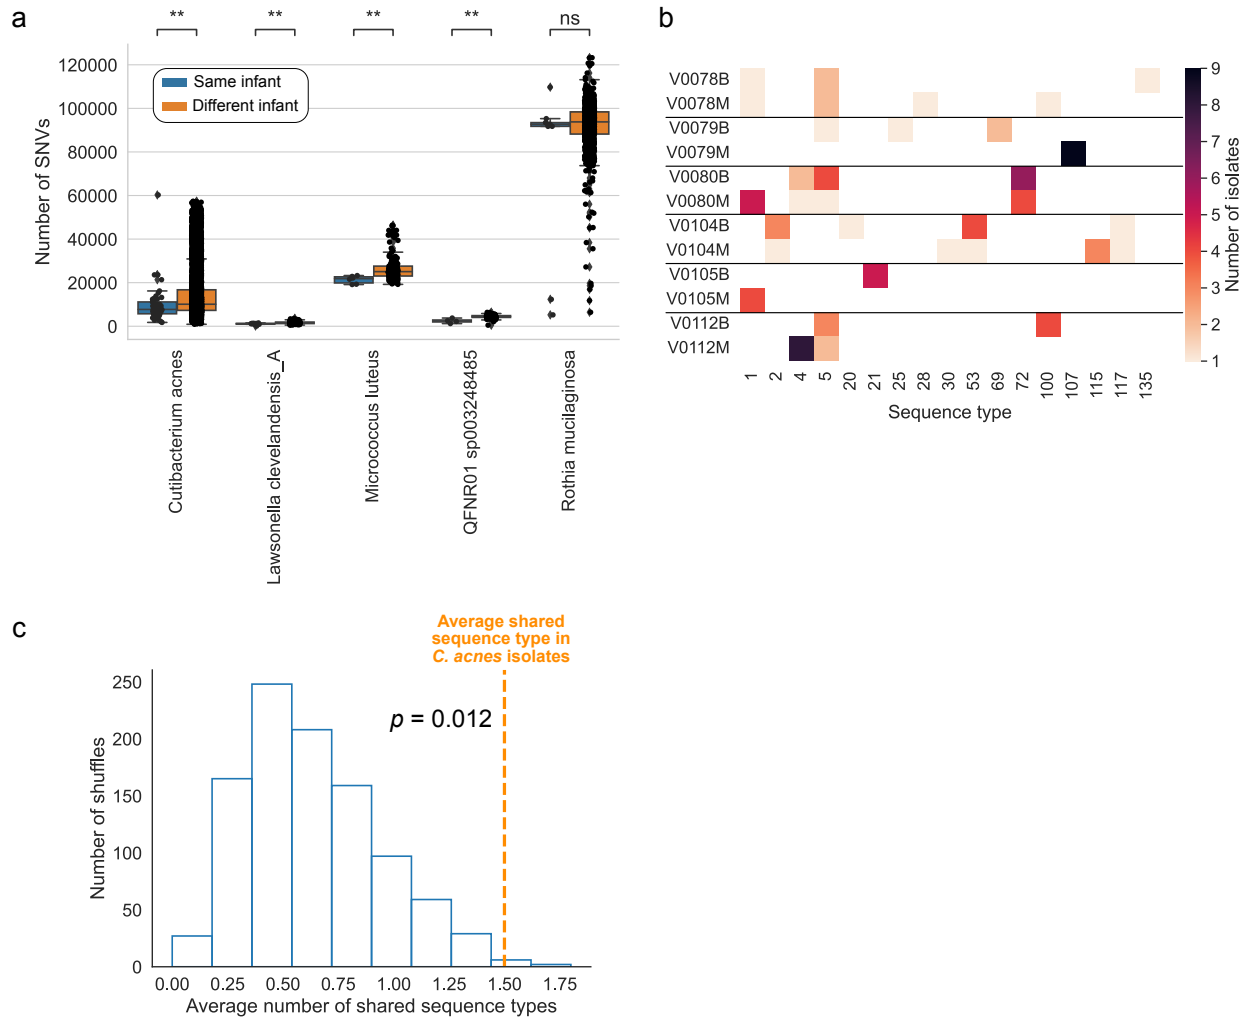 a
**
**
**
**
ns
Number of SNVs
120000
100000
80000
60000
40000
20000
0
Same infant
Different infant
Cutibacterium acnes
Lawsonella clevelandensis_A
Micrococcus luteus
QFNR01 sp003248485
Rothia mucilaginosa
b
V0078B
V0078M
V0079B
V0079M
V0080B
V0080M
V0104B
V0104M
V0105B
V0105M
V0112B
V0112M
1
2
4
5
20
21
25
28
30
53
69
72
100
107
115
117
135
Sequence type
9
8
7
6
5
4
3
2
1
Number of isolates
c
Average shared
sequence type in
C. acnes isolates
p = 0.012
Number of shuffles
250
200
150
100
50
0
0.00 0.25 0.50 0.75 1.00 1.25 1.50 1.75
Average number of shared sequence types